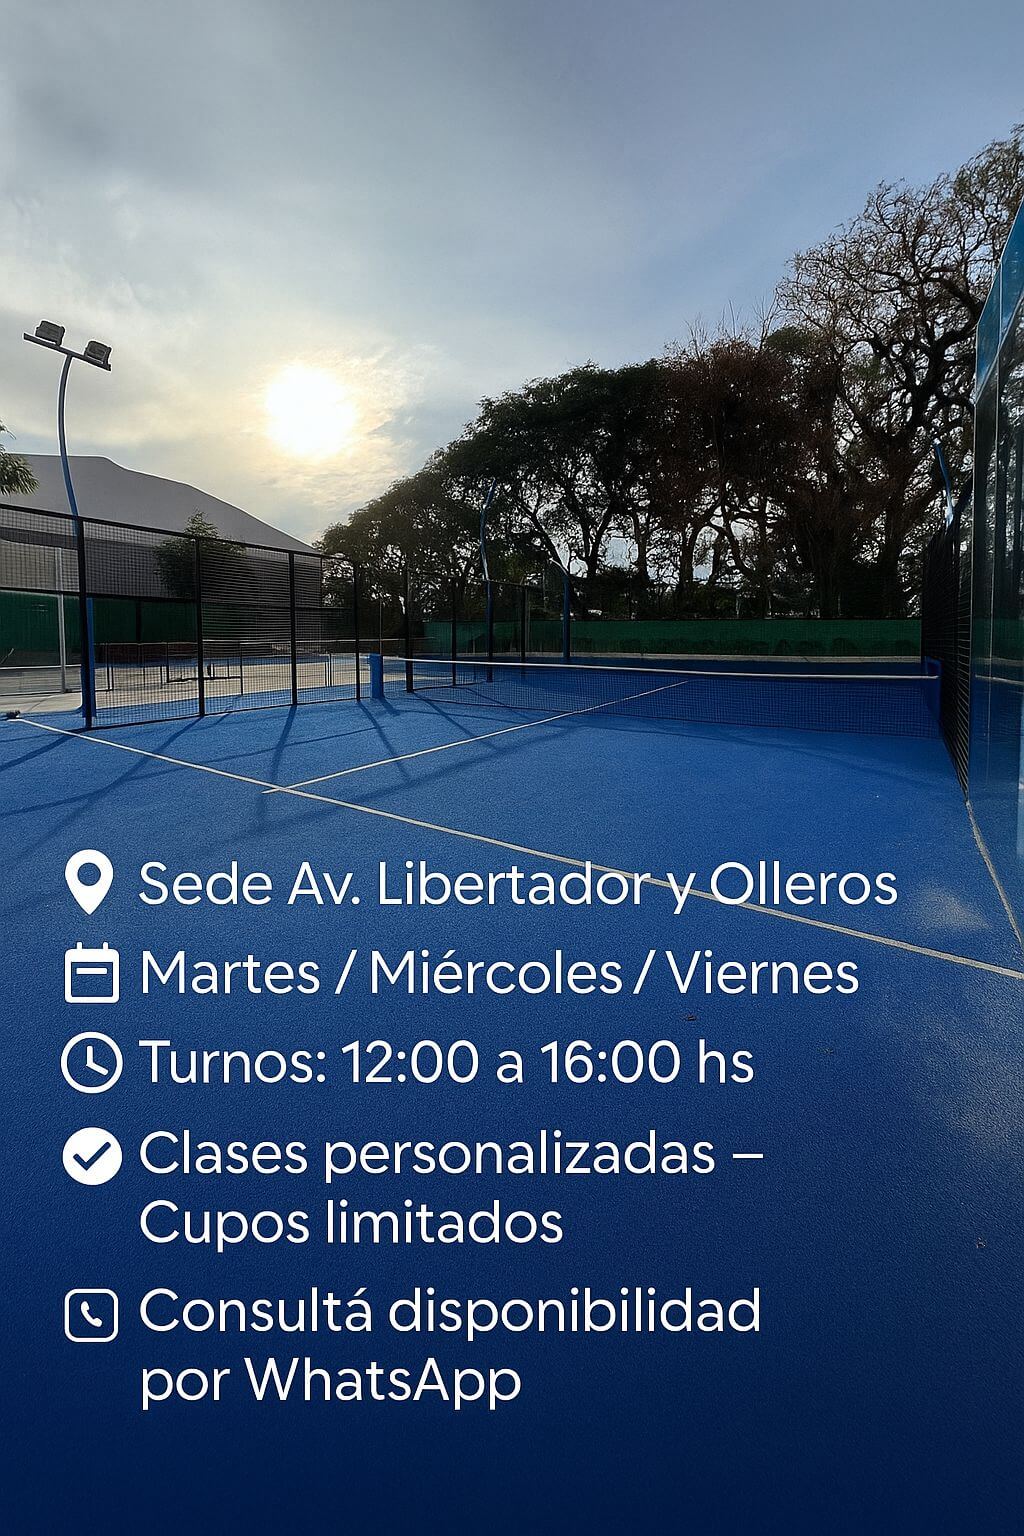 Sede Av. Libertador y Olleros
Martes / Miércoles / Viernes
Turnos: 12:00 a 16:00 hs
Clases personalizadas –
Cupos limitados
Consultá disponibilidad
por WhatsApp